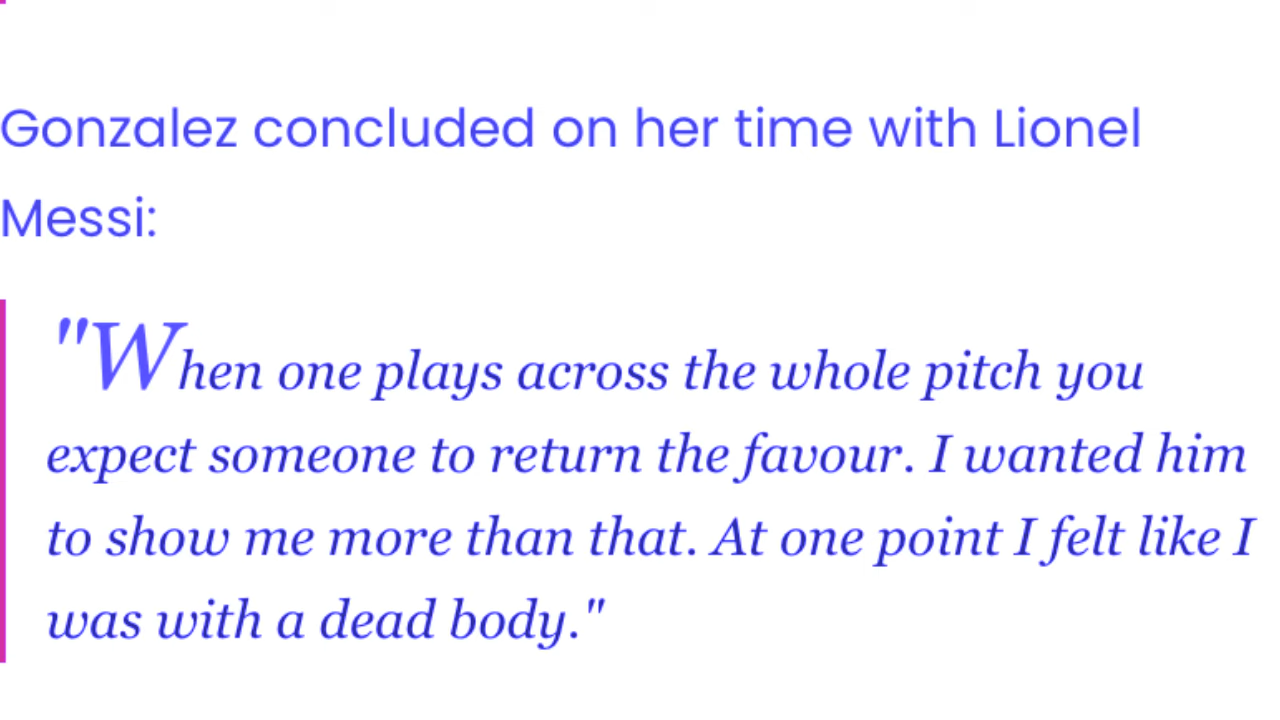 Gonzalez concluded on her time with Lionel
Messi:
"When one plays across the whole pitch you
expect someone to return the favour. I wanted him
to show me more than that. At one point I felt like I
was with a dead body."